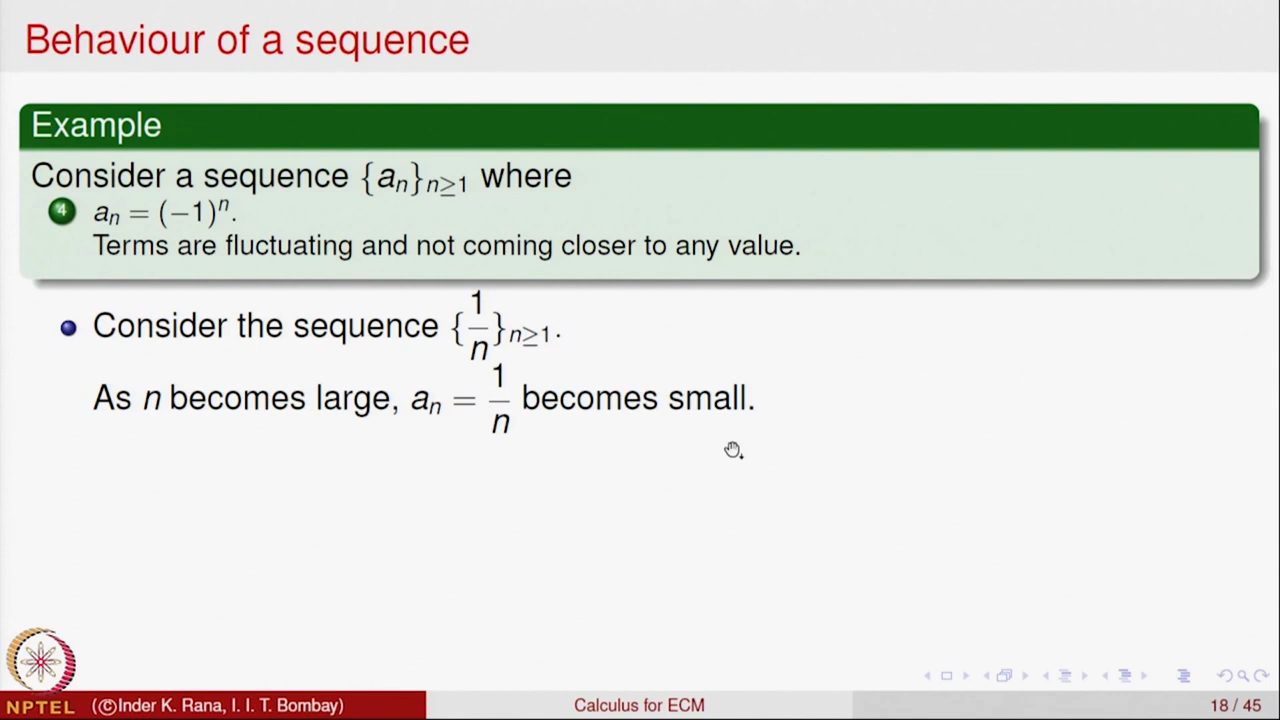 Behaviour of a sequence
Example
Consider a sequence {aₙ}ₙ≥₁ where
4 aₙ = (−1)ⁿ.
Terms are fluctuating and not coming closer to any value.
Consider the sequence {1/n}ₙ≥₁.
As n becomes large, aₙ = 1/n becomes small.
NPTEL (©Inder K. Rana, I. I. T. Bombay) Calculus for ECM 18 / 45